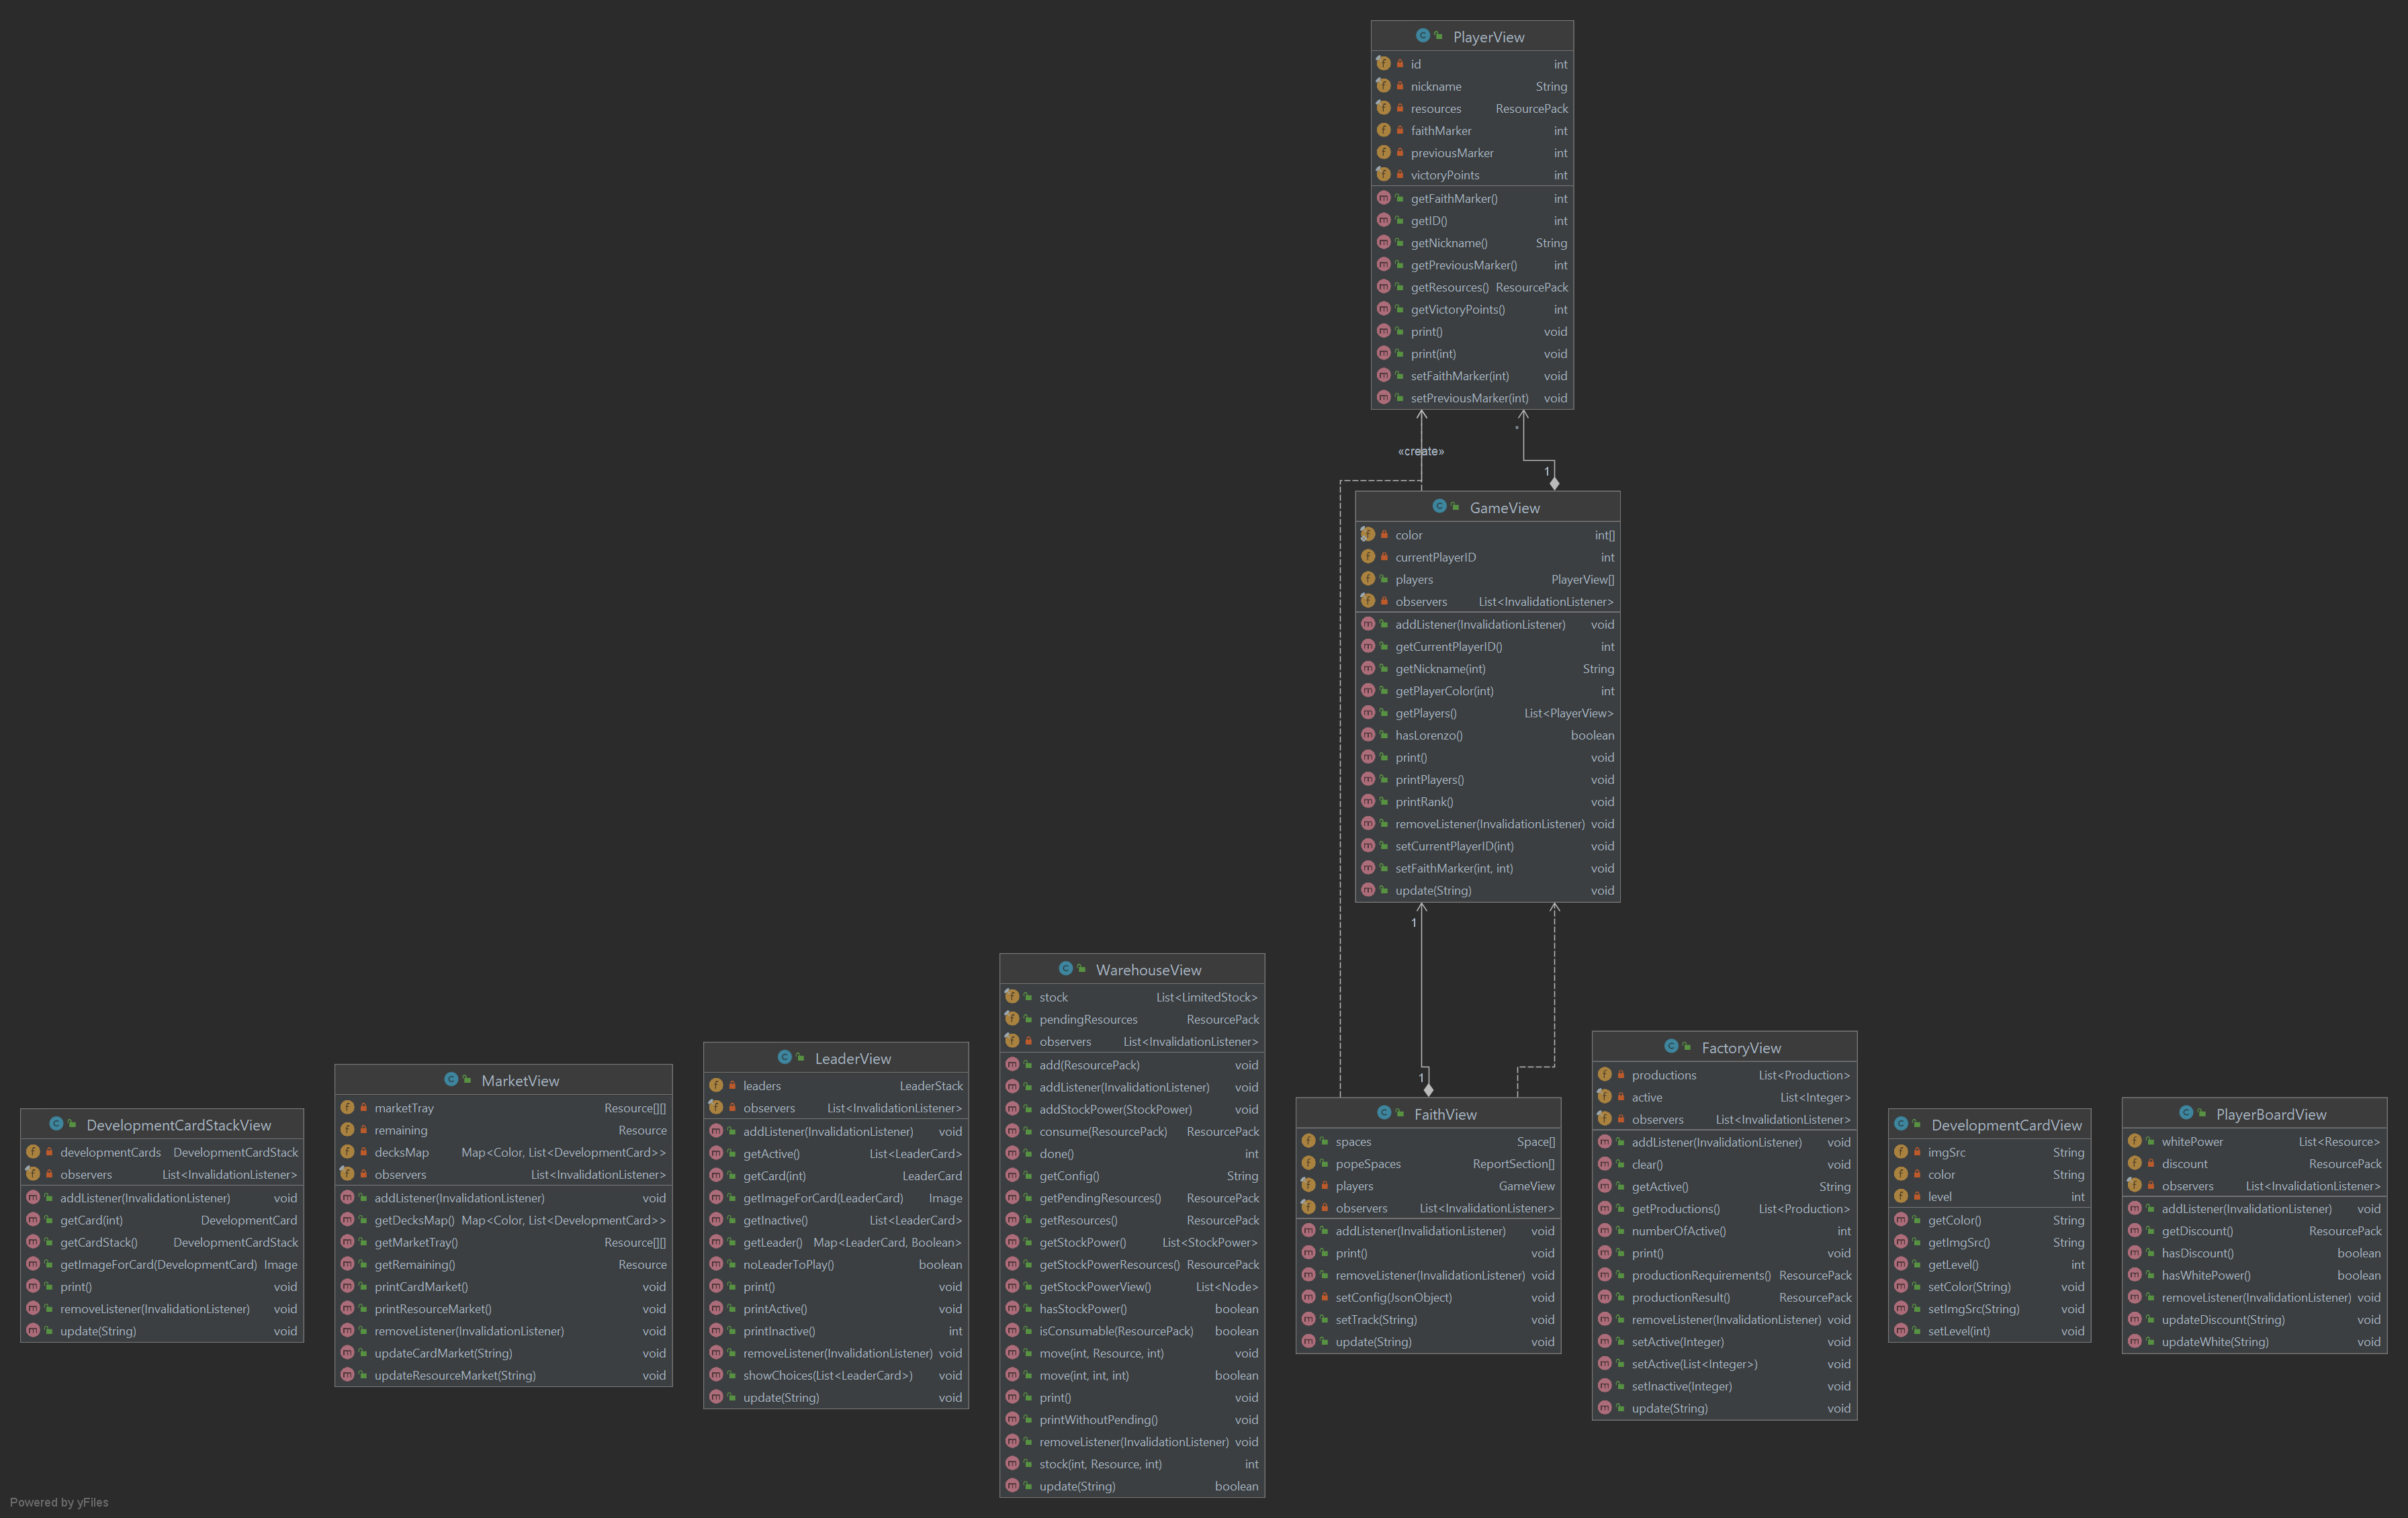 PlayerView
id int
nickname String
resources ResourcePack
faithMarker int
previousMarker int
victoryPoints int
getFaithMarker() int
getID() int
getNickname() String
getPreviousMarker() int
getResources() ResourcePack
getVictoryPoints() int
print() void
print(int) void
setFaithMarker(int) void
setPreviousMarker(int) void
*
«create»
1
GameView
color int[]
currentPlayerID int
players PlayerView[]
observers List<InvalidationListener>
addListener(InvalidationListener) void
getCurrentPlayerID() int
getNickname(int) String
getPlayerColor(int) int
getPlayers() List<PlayerView>
hasLorenzo() boolean
print() void
printPlayers() void
printRank() void
removeListener(InvalidationListener) void
setCurrentPlayerID(int) void
setFaithMarker(int, int) void
update(String) void
1
1
DevelopmentCardStackView
developmentCards DevelopmentCardStack
observers List<InvalidationListener>
addListener(InvalidationListener) void
getCard(int) DevelopmentCard
getCardStack() DevelopmentCardStack
getImageForCard(DevelopmentCard) Image
print() void
removeListener(InvalidationListener) void
update(String) void
MarketView
marketTray Resource[][]
remaining Resource
decksMap Map<Color, List<DevelopmentCard>>
observers List<InvalidationListener>
addListener(InvalidationListener) void
getDecksMap() Map<Color, List<DevelopmentCard>>
getMarketTray() Resource[][]
getRemaining() Resource
printCardMarket() void
printResourceMarket() void
removeListener(InvalidationListener) void
updateCardMarket(String) void
updateResourceMarket(String) void
LeaderView
leaders LeaderStack
observers List<InvalidationListener>
addListener(InvalidationListener) void
getActive() List<LeaderCard>
getCard(int) LeaderCard
getImageForCard(LeaderCard) Image
getInactive() List<LeaderCard>
getLeader() Map<LeaderCard, Boolean>
noLeaderToPlay() boolean
print() void
printActive() void
printInactive() int
removeListener(InvalidationListener) void
showChoices(List<LeaderCard>) void
update(String) void
WarehouseView
stock List<LimitedStock>
pendingResources ResourcePack
observers List<InvalidationListener>
add(ResourcePack) void
addListener(InvalidationListener) void
addStockPower(StockPower) void
consume(ResourcePack) ResourcePack
done() int
getConfig() String
getPendingResources() ResourcePack
getResources() ResourcePack
getStockPower() List<StockPower>
getStockPowerResources() ResourcePack
getStockPowerView() List<Node>
hasStockPower() boolean
isConsumable(ResourcePack) boolean
move(int, Resource, int) void
move(int, int, int) boolean
print() void
printWithoutPending() void
removeListener(InvalidationListener) void
stock(int, Resource, int) int
update(String) boolean
FaithView
spaces Space[]
popeSpaces ReportSection[]
players GameView
observers List<InvalidationListener>
addListener(InvalidationListener) void
print() void
removeListener(InvalidationListener) void
setConfig(JsonObject) void
setTrack(String) void
update(String) void
FactoryView
productions List<Production>
active List<Integer>
observers List<InvalidationListener>
addListener(InvalidationListener) void
clear() void
getActive() String
getProductions() List<Production>
numberOfActive() int
print() void
productionRequirements() ResourcePack
productionResult() ResourcePack
removeListener(InvalidationListener) void
setActive(Integer) void
setActive(List<Integer>) void
setInactive(Integer) void
update(String) void
DevelopmentCardView
imgSrc String
color String
level int
getColor() String
getImgSrc() String
getLevel() int
setColor(String) void
setImgSrc(String) void
setLevel(int) void
PlayerBoardView
whitePower List<Resource>
discount ResourcePack
observers List<InvalidationListener>
addListener(InvalidationListener) void
getDiscount() ResourcePack
hasDiscount() boolean
hasWhitePower() boolean
removeListener(InvalidationListener) void
updateDiscount(String) void
updateWhite(String) void
Powered by yFiles